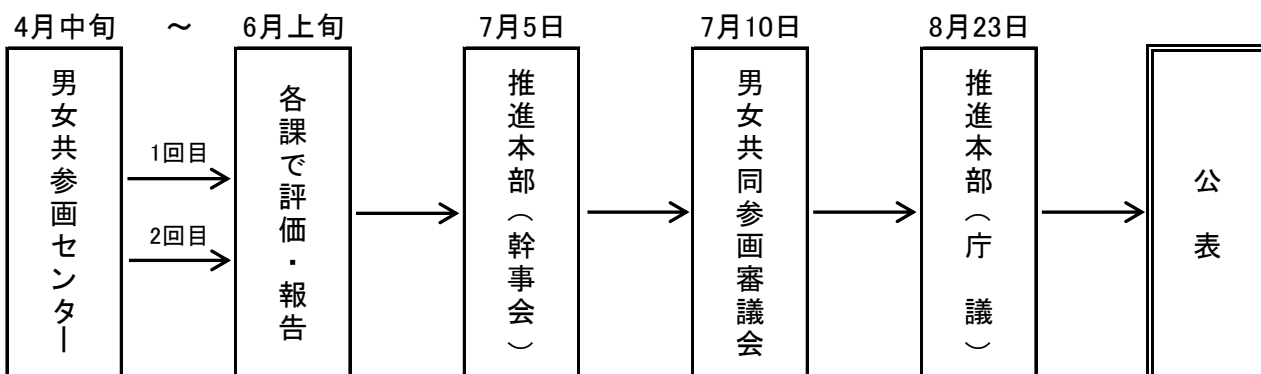 4月中旬　～　6月上旬
7月5日
7月10日
8月23日
男女共参画センター
1回目
2回目
各課で評価・報告
推進本部（幹事会）
男女共同参画審議会
推進本部（庁　議）
公　表